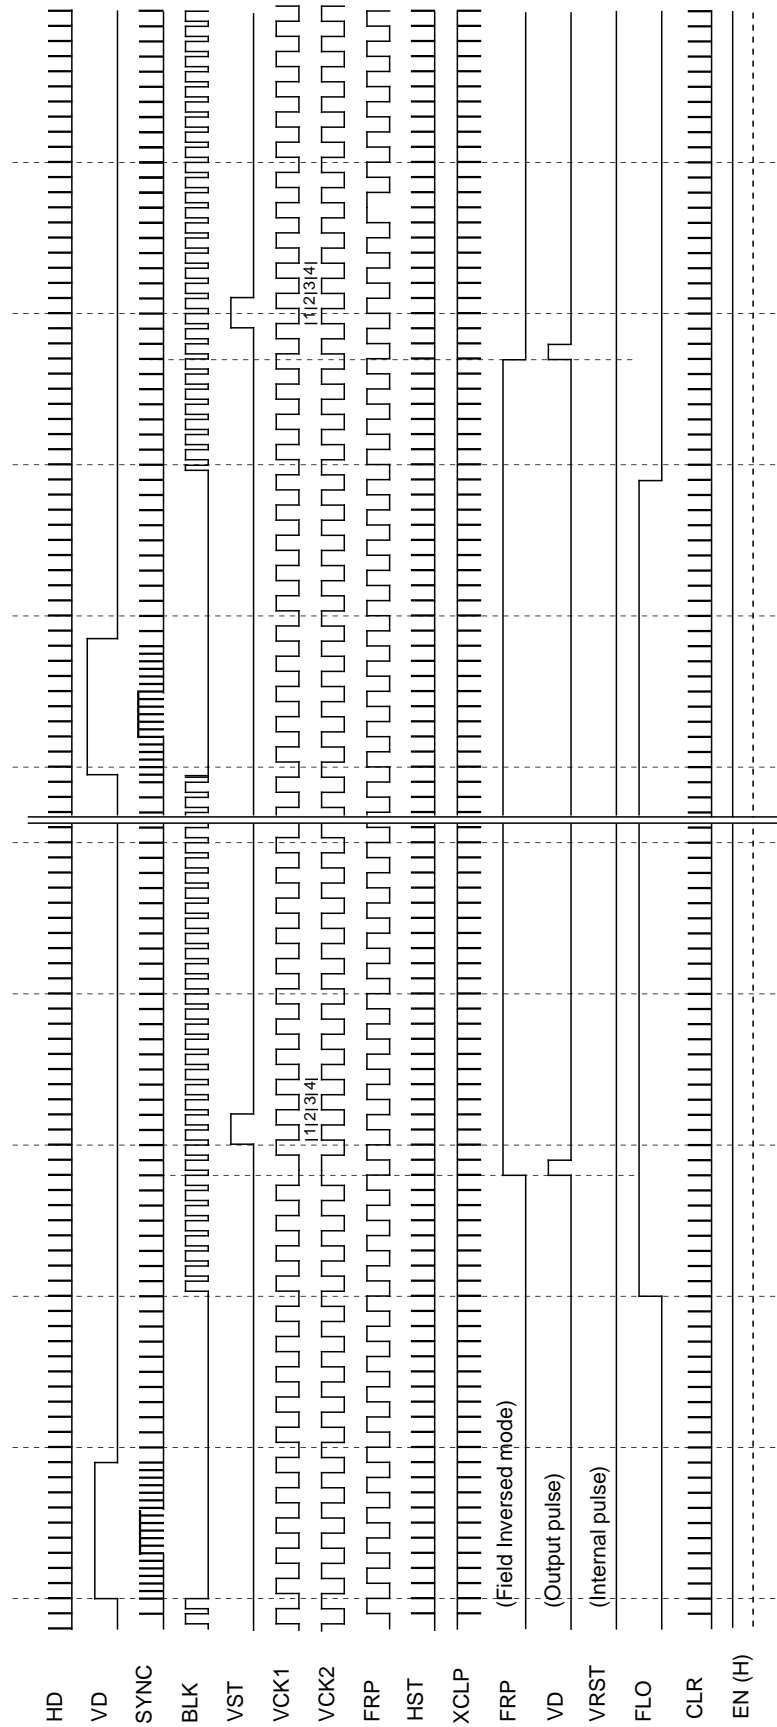 HD
VD
SYNC
BLK
VST
VCK1
VCK2
|1|2|3|4|
|1|2|3|4|
FRP
HST
XCLP
FRP (Field Inversed mode)
VD (Output pulse)
VRST (Internal pulse)
FLO
CLR
EN (H)